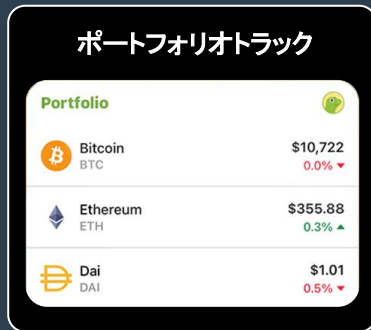 ポートフォリオトラック
Portfolio
Bitcoin $10,722
BTC 0.0% ▼
Ethereum $355.88
ETH 0.3% ▲
Dai $1.01
DAI 0.5% ▼